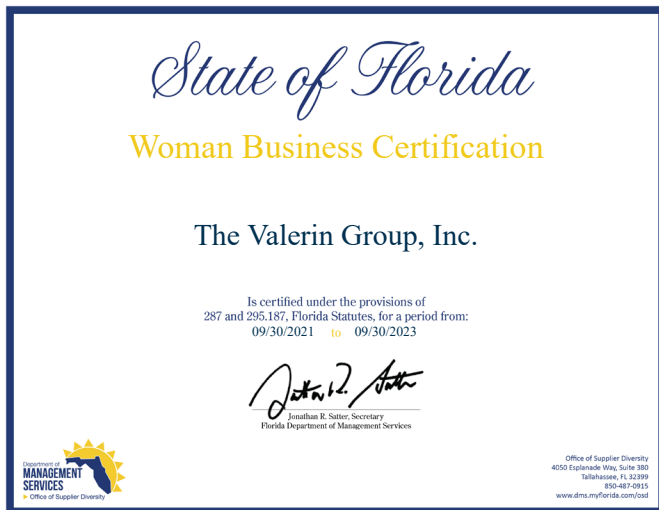 State of Florida
Woman Business Certification
The Valerin Group, Inc.
Is certified under the provisions of
287 and 295.187, Florida Statutes, for a period from:
09/30/2021 to 09/30/2023
Jonathan R. Satter, Secretary
Florida Department of Management Services
Department of
MANAGEMENT
SERVICES
Office of Supplier Diversity
Office of Supplier Diversity
4050 Esplanade Way, Suite 380
Tallahassee, FL 32399
850-487-0915
www.dms.myflorida.com/osd